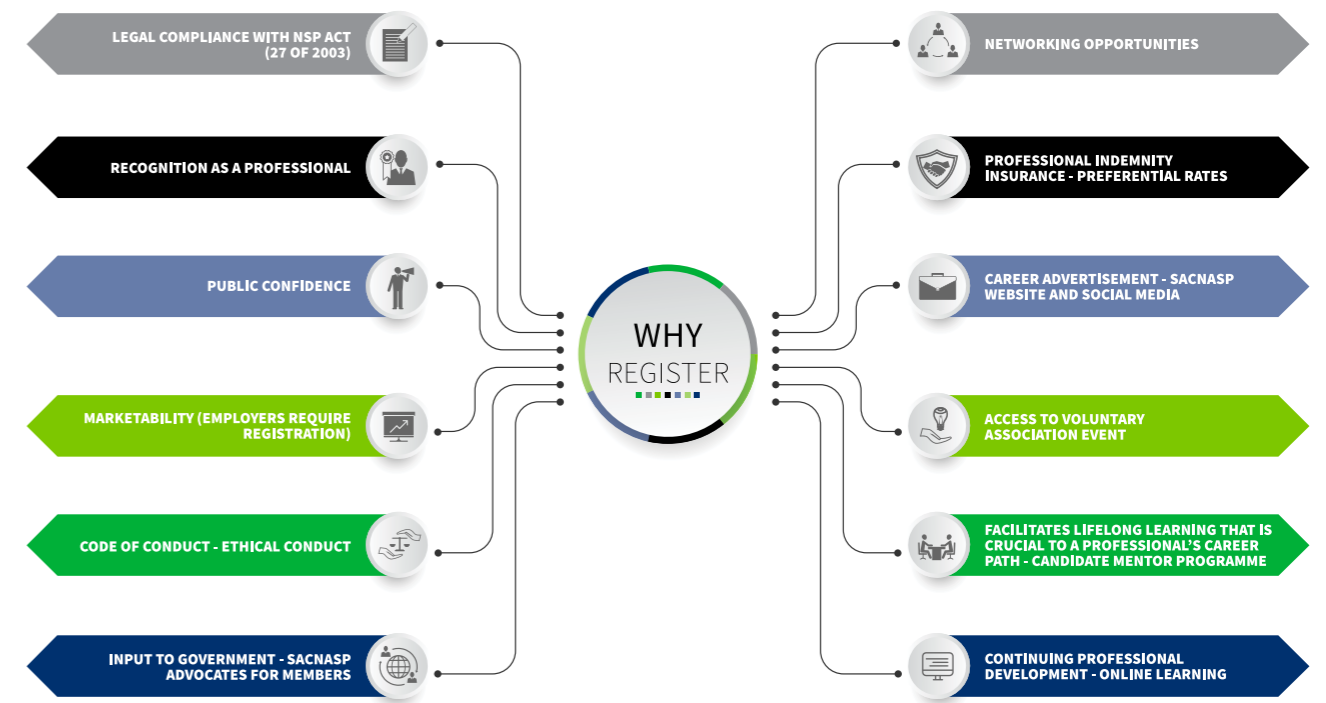 LEGAL COMPLIANCE WITH NSP ACT
(27 OF 2003)
RECOGNITION AS A PROFESSIONAL
PUBLIC CONFIDENCE
MARKETABILITY (EMPLOYERS REQUIRE
REGISTRATION)
CODE OF CONDUCT - ETHICAL CONDUCT
INPUT TO GOVERNMENT - SACNASP
ADVOCATES FOR MEMBERS
WHY
REGISTER
NETWORKING OPPORTUNITIES
PROFESSIONAL INDEMNITY
INSURANCE - PREFERENTIAL RATES
CAREER ADVERTISEMENT - SACNASP
WEBSITE AND SOCIAL MEDIA
ACCESS TO VOLUNTARY
ASSOCIATION EVENT
FACILITATES LIFELONG LEARNING THAT IS
CRUCIAL TO A PROFESSIONAL'S CAREER
PATH - CANDIDATE MENTOR PROGRAMME
CONTINUING PROFESSIONAL
DEVELOPMENT - ONLINE LEARNING